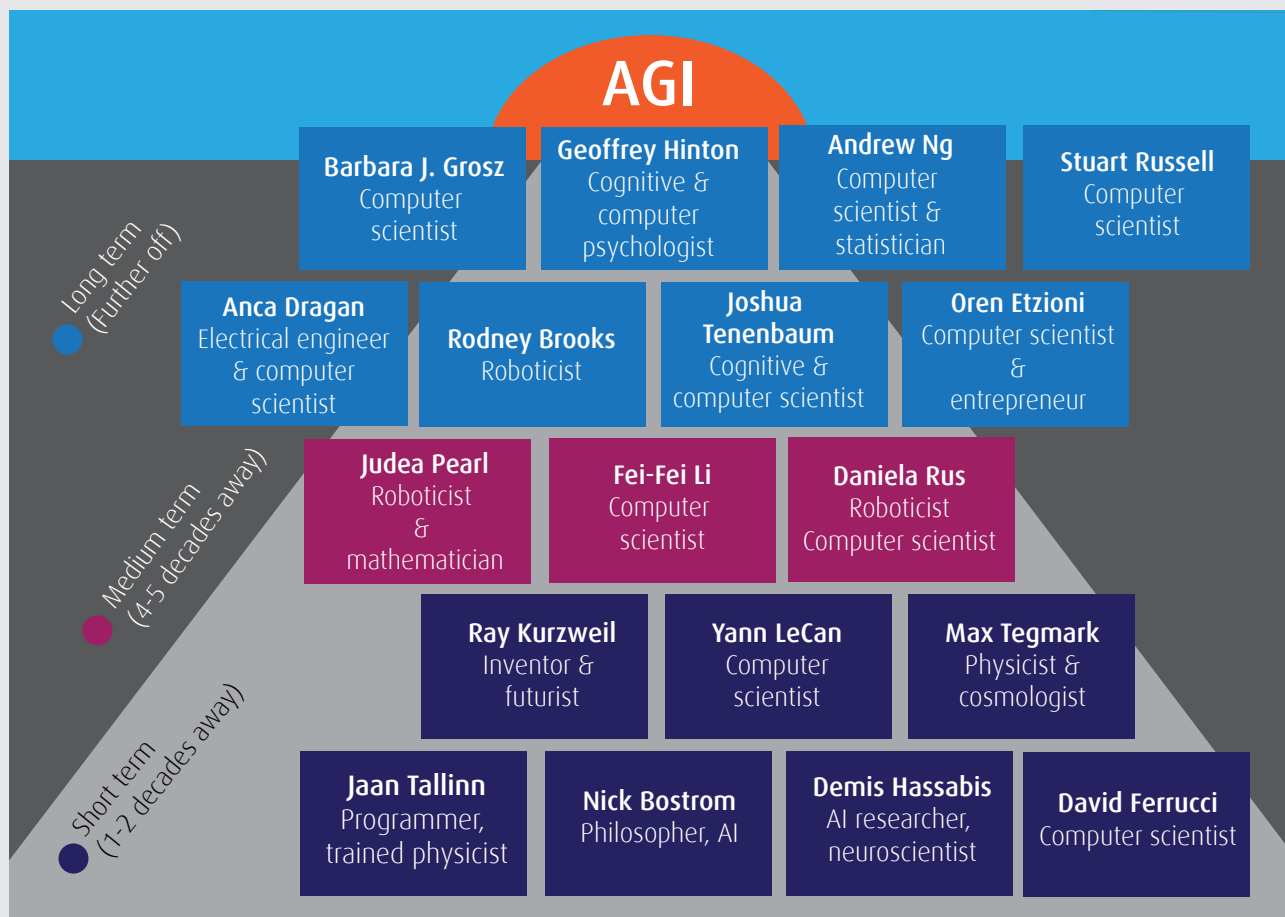 AGI
Barbara J. Grosz
Computer
scientist
Geoffrey Hinton
Cognitive &
computer
psychologist
Andrew Ng
Computer
scientist &
statistician
Stuart Russell
Computer
scientist
Long term
(Further off)
Anca Dragan
Electrical engineer
& computer
scientist
Rodney Brooks
Roboticist
Joshua
Tenenbaum
Cognitive &
computer scientist
Oren Etzioni
Computer scientist
&
entrepreneur
Medium term
(4-5 decades away)
Judea Pearl
Roboticist
&
mathematician
Fei-Fei Li
Computer
scientist
Daniela Rus
Roboticist
Computer scientist
Ray Kurzweil
Inventor &
futurist
Yann LeCan
Computer
scientist
Max Tegmark
Physicist &
cosmologist
Short term
(1-2 decades away)
Jaan Tallinn
Programmer,
trained physicist
Nick Bostrom
Philosopher, AI
Demis Hassabis
AI researcher,
neuroscientist
David Ferrucci
Computer scientist